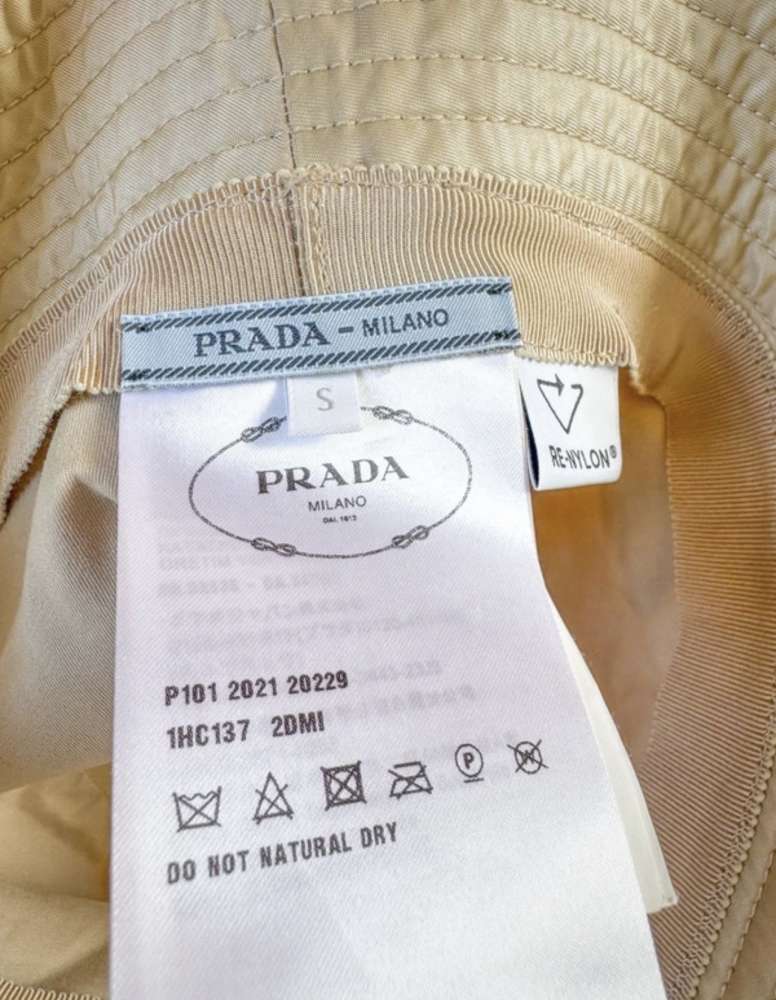 PRADA - MILANO
S
PRADA
MILANO
DAL 1913
RE-NYLON®
P101 2021 20229
1HC137 2DMI
P
W
DO NOT NATURAL DRY